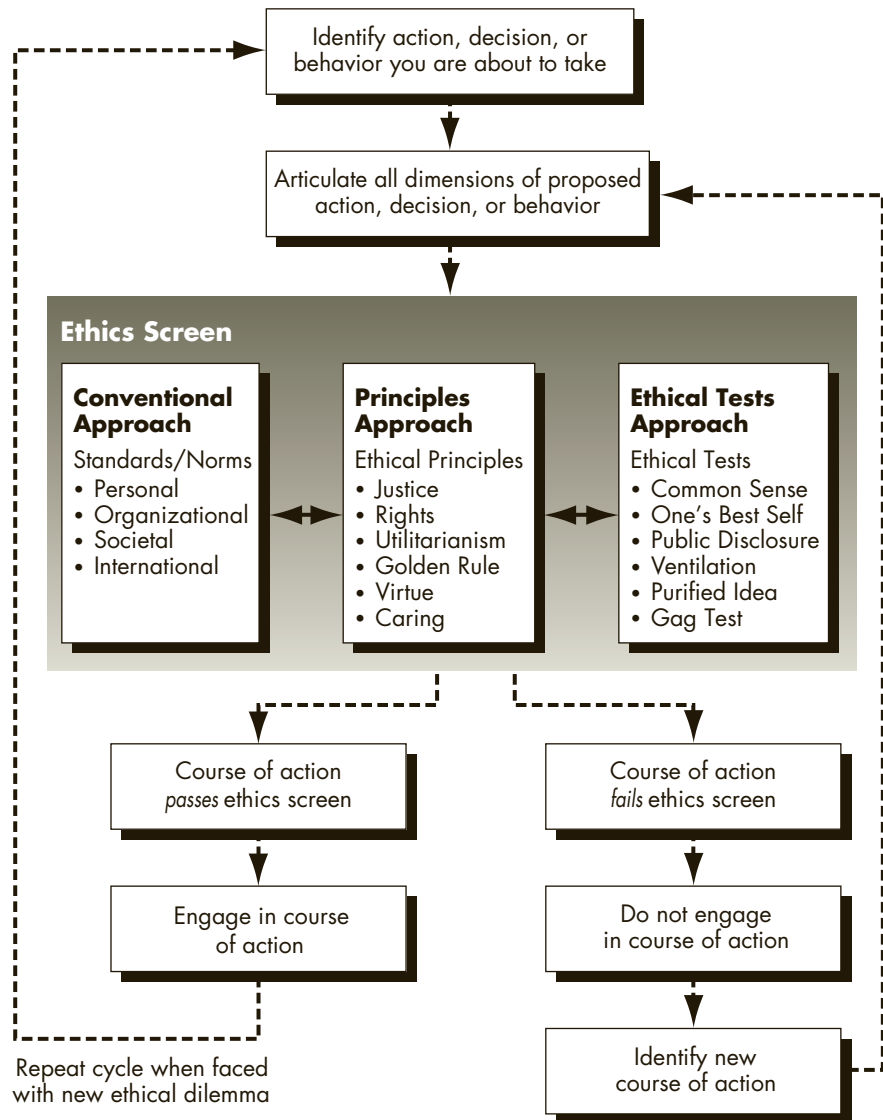 Identify action, decision, or
behavior you are about to take
Articulate all dimensions of proposed
action, decision, or behavior
Ethics Screen
Conventional
Approach
Standards/Norms
• Personal
• Organizational
• Societal
• International
Principles
Approach
Ethical Principles
• Justice
• Rights
• Utilitarianism
• Golden Rule
• Virtue
• Caring
Ethical Tests
Approach
Ethical Tests
• Common Sense
• One's Best Self
• Public Disclosure
• Ventilation
• Purified Idea
• Gag Test
Course of action
passes ethics screen
Course of action
fails ethics screen
Engage in course
of action
Do not engage
in course of action
Repeat cycle when faced
with new ethical dilemma
Identify new
course of action